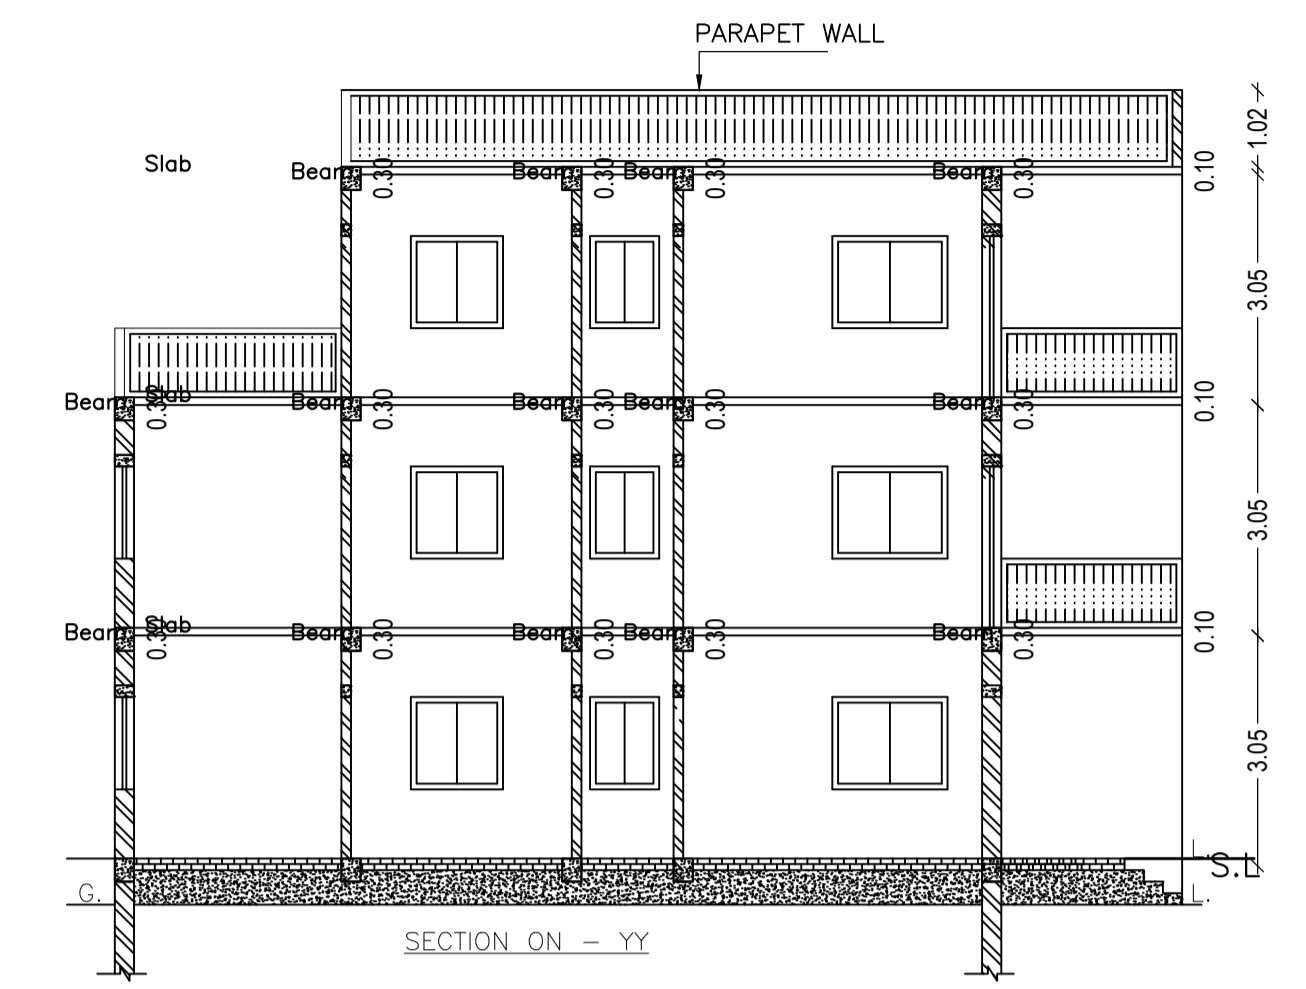 PARAPET WALL
1.02
Slab
Beam 0.30 Beam 0.30 Beam 0.30 Beam 0.30 0.10
3.05
Slab
Beam 0.30 Beam 0.30 Beam 0.30 Beam 0.30 Beam 0.30 0.10
3.05
Slab
Beam 0.30 Beam 0.30 Beam 0.30 Beam 0.30 Beam 0.30 0.10
3.05
L.
S.L
G. L.
SECTION ON - YY